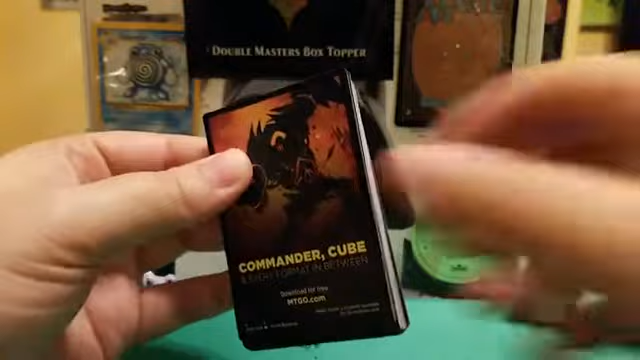 DOUBLE MASTERS BOX TOPPER
COMMANDER, CUBE
& EVERY FORMAT IN BETWEEN
Download for free
MTGO.com